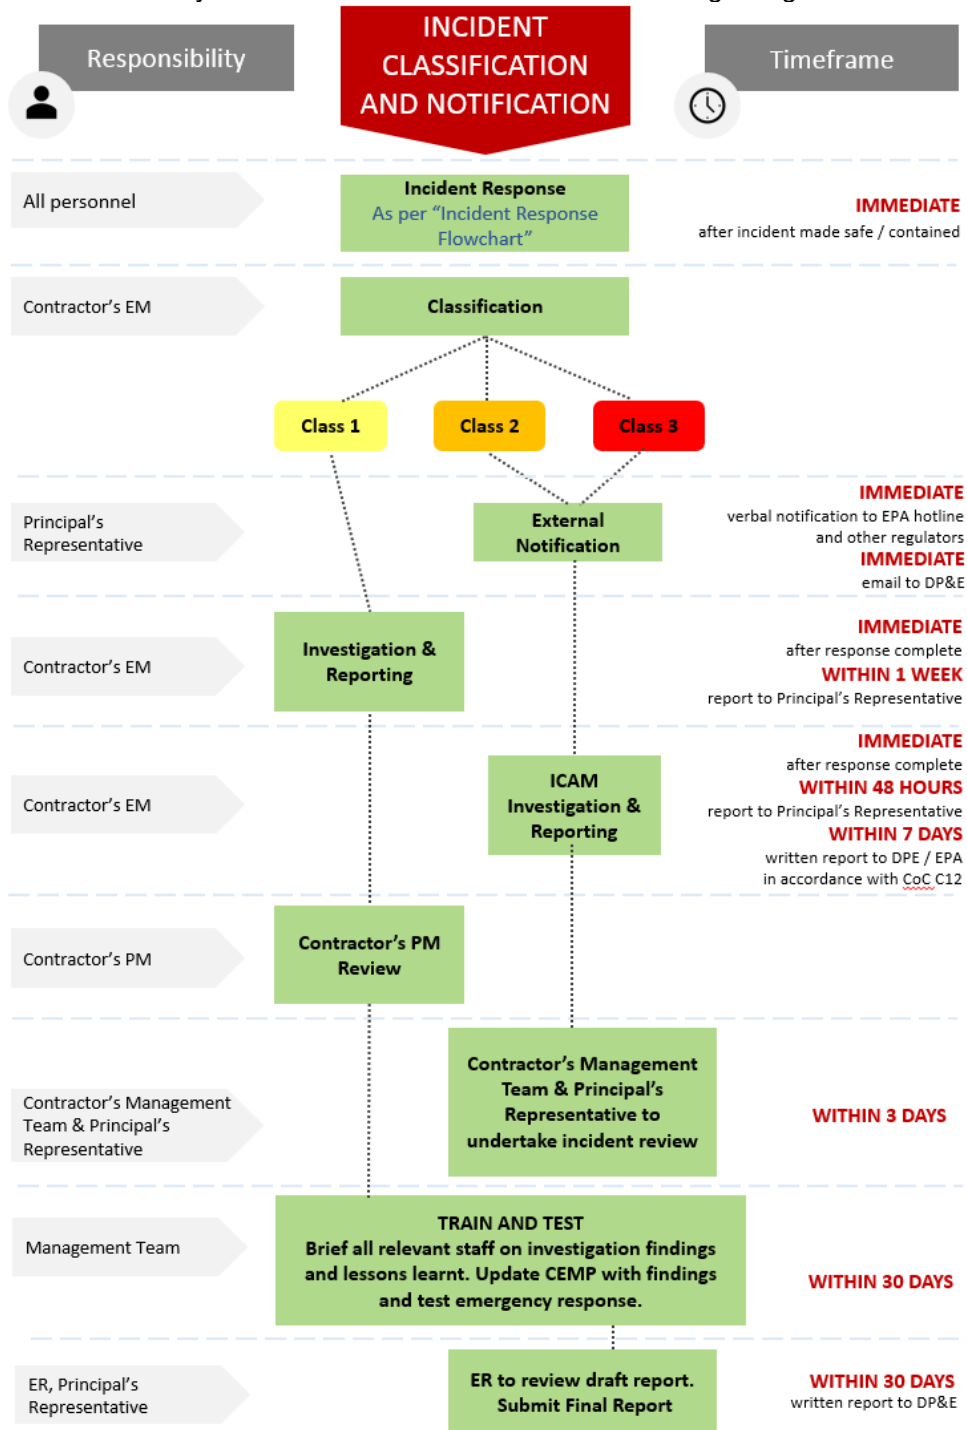 Responsibility
INCIDENT
CLASSIFICATION
AND NOTIFICATION
Timeframe
All personnel
Incident Response
As per “Incident Response
Flowchart”
IMMEDIATE
after incident made safe / contained
Contractor’s EM
Classification
Class 1
Class 2
Class 3
Principal’s
Representative
External
Notification
IMMEDIATE
verbal notification to EPA hotline
and other regulators
IMMEDIATE
email to DP&E
Contractor’s EM
Investigation &
Reporting
IMMEDIATE
after response complete
WITHIN 1 WEEK
report to Principal’s Representative
Contractor’s EM
ICAM
Investigation &
Reporting
IMMEDIATE
after response complete
WITHIN 48 HOURS
report to Principal’s Representative
WITHIN 7 DAYS
written report to DPE / EPA
in accordance with CoC C12
Contractor’s PM
Contractor’s PM
Review
Contractor’s Management
Team & Principal’s
Representative
Contractor’s Management
Team & Principal’s
Representative to
undertake incident review
WITHIN 3 DAYS
Management Team
TRAIN AND TEST
Brief all relevant staff on investigation findings
and lessons learnt. Update CEMP with findings
and test emergency response.
WITHIN 30 DAYS
ER, Principal’s
Representative
ER to review draft report.
Submit Final Report
WITHIN 30 DAYS
written report to DP&E